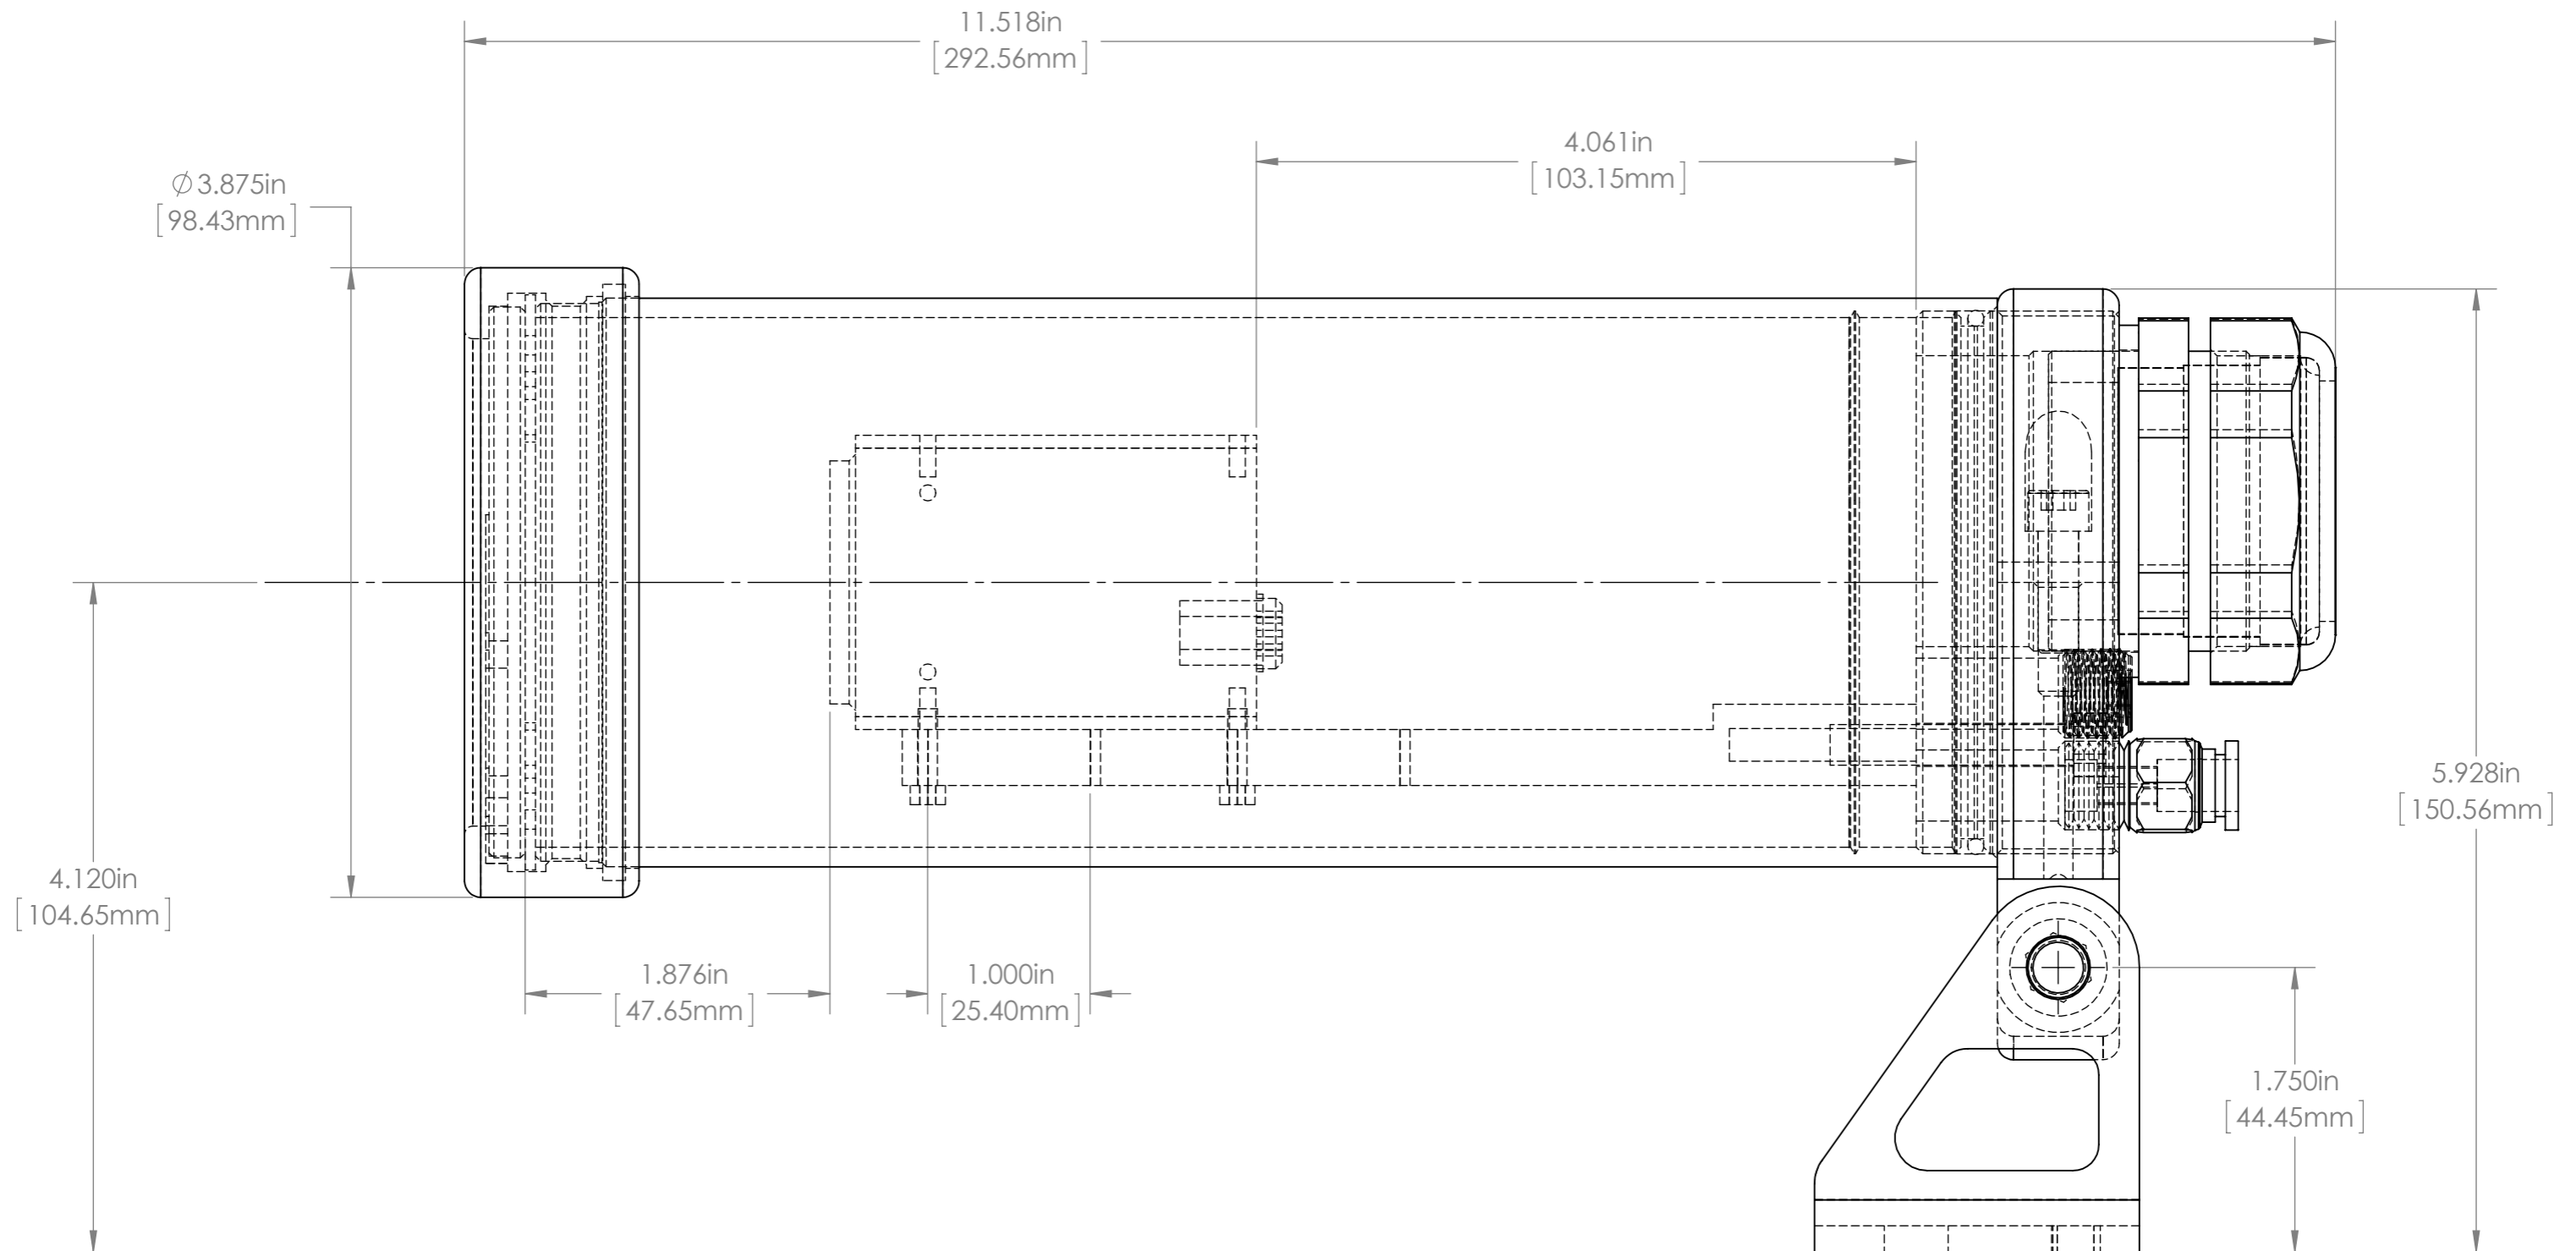 11.518in
[292.56mm]
4.061in
[103.15mm]
∅3.875in
[98.43mm]
5.928in
[150.56mm]
4.120in
[104.65mm]
1.876in
[47.65mm]
1.000in
[25.40mm]
1.750in
[44.45mm]